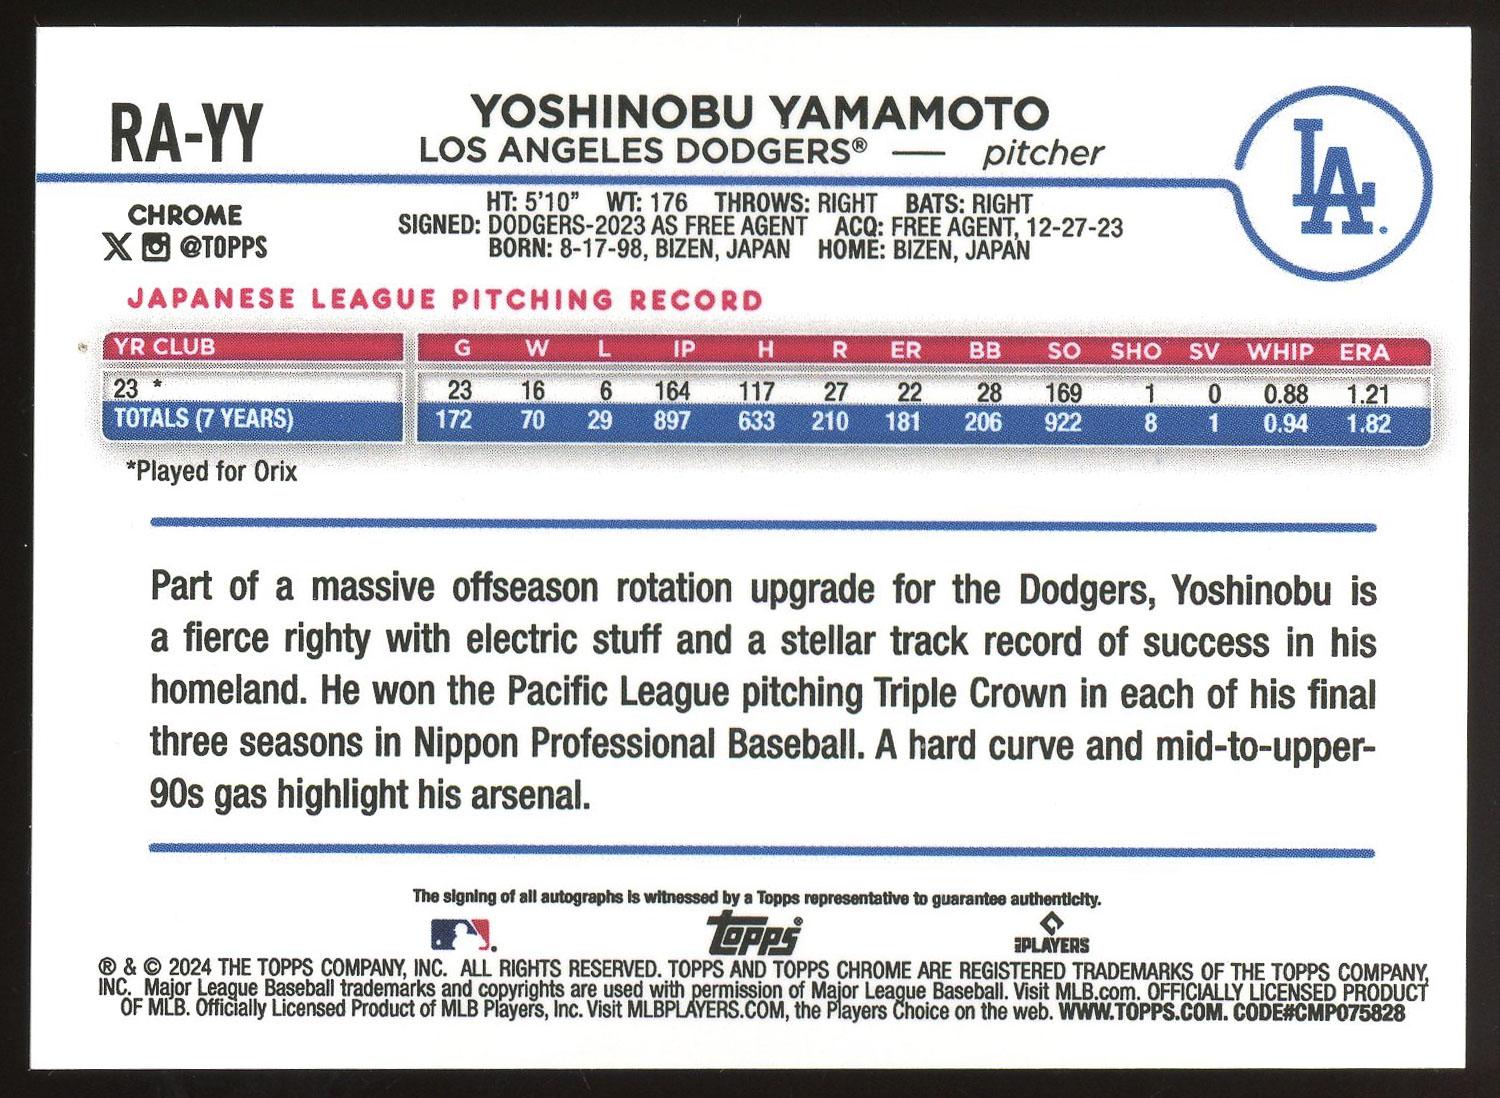 RA-YY
YOSHINOBU YAMAMOTO
LOS ANGELES DODGERS® — pitcher
LA
CHROME
X @TOPPS
HT: 5'10" WT: 176 THROWS: RIGHT BATS: RIGHT
SIGNED: DODGERS-2023 AS FREE AGENT ACQ: FREE AGENT, 12-27-23
BORN: 8-17-98, BIZEN, JAPAN HOME: BIZEN, JAPAN
JAPANESE LEAGUE PITCHING RECORD
YR CLUB G W L IP H R ER BB SO SHO SV WHIP ERA
23 * 23 16 6 164 117 27 22 28 169 1 0 0.88 1.21
TOTALS (7 YEARS) 172 70 29 897 633 210 181 206 922 8 1 0.94 1.82
*Played for Orix
Part of a massive offseason rotation upgrade for the Dodgers, Yoshinobu is
a fierce righty with electric stuff and a stellar track record of success in his
homeland. He won the Pacific League pitching Triple Crown in each of his final
three seasons in Nippon Professional Baseball. A hard curve and mid-to-upper-
90s gas highlight his arsenal.
The signing of all autographs is witnessed by a Topps representative to guarantee authenticity.
topps®
MLBPLAYERS
® & © 2024 THE TOPPS COMPANY, INC. ALL RIGHTS RESERVED. TOPPS AND TOPPS CHROME ARE REGISTERED TRADEMARKS OF THE TOPPS COMPANY,
INC. Major League Baseball trademarks and copyrights are used with permission of Major League Baseball. Visit MLB.com. OFFICIALLY LICENSED PRODUCT
OF MLB. Officially Licensed Product of MLB Players, Inc. Visit MLBPLAYERS.COM, the Players Choice on the web. WWW.TOPPS.COM. CODE#CMP075828